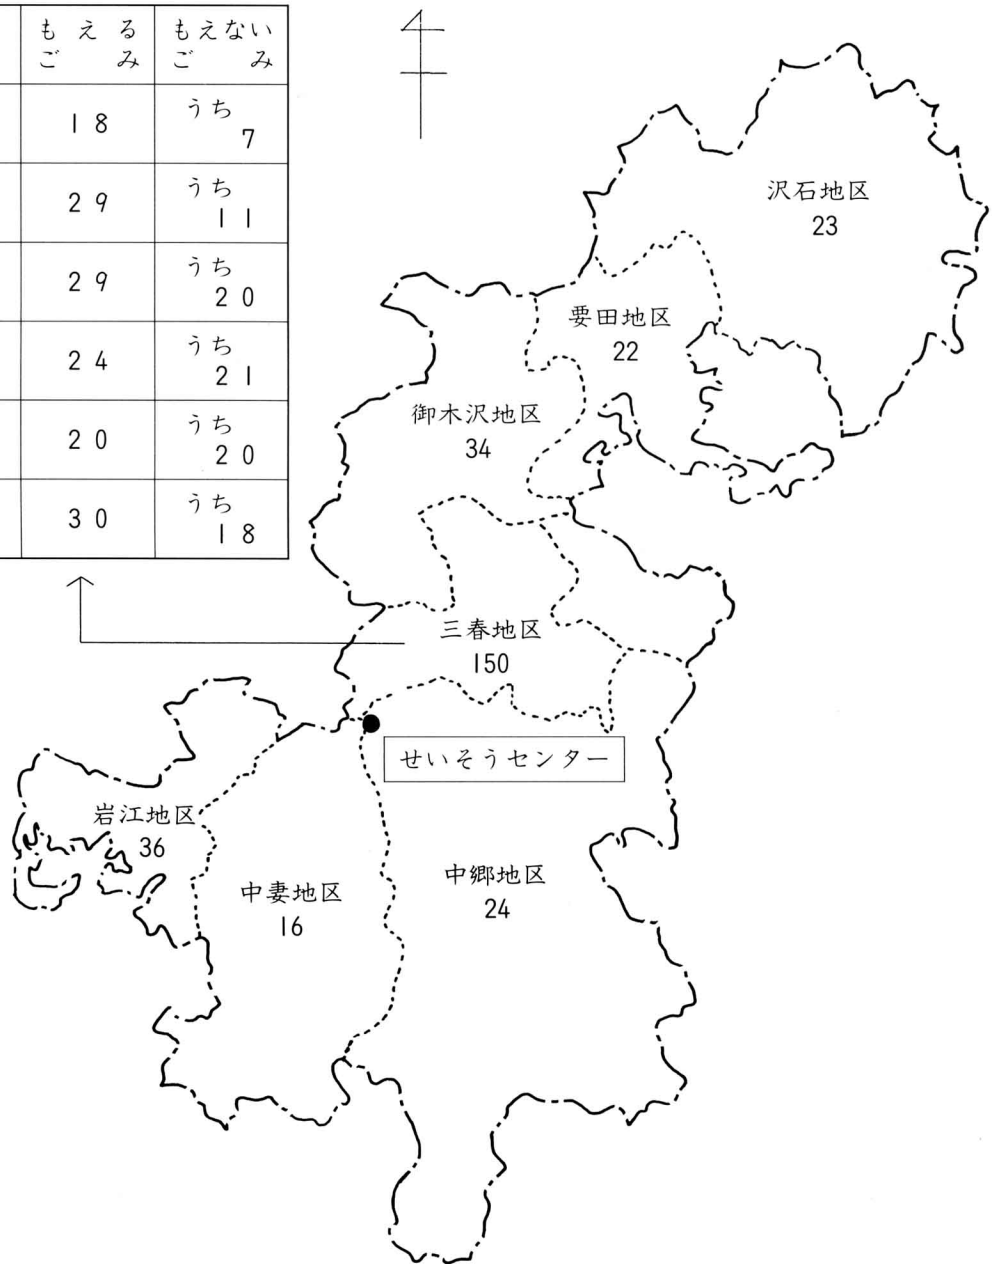 もえる もえない
ごみ ごみ
18 うち 7
29 うち 11
29 うち 20
24 うち 21
20 うち 20
30 うち 18
沢石地区
23
要田地区
22
御木沢地区
34
三春地区
150
せいそうセンター
岩江地区
36
中妻地区
16
中郷地区
24